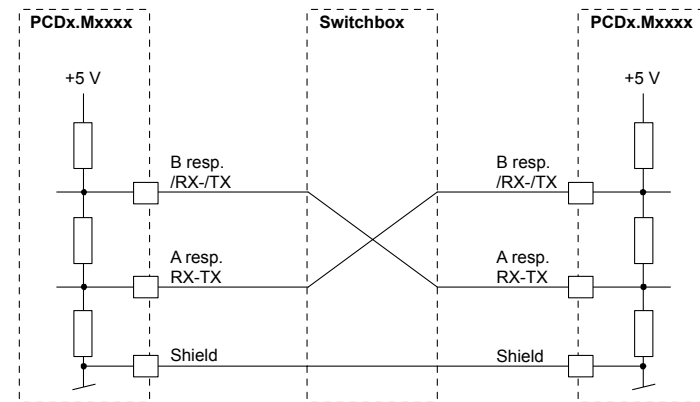 PCDx.Mxxxx
Switchbox
PCDx.Mxxxx
+5 V
+5 V
B resp.
/RX-/TX
B resp.
/RX-/TX
A resp.
RX-TX
A resp.
RX-TX
Shield
Shield